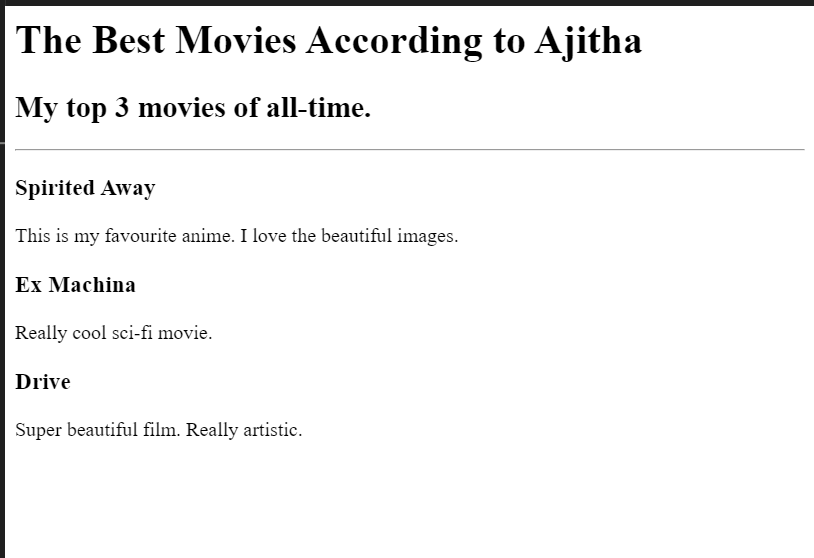 The Best Movies According to Ajitha
My top 3 movies of all-time.
Spirited Away
This is my favourite anime. I love the beautiful images.
Ex Machina
Really cool sci-fi movie.
Drive
Super beautiful film. Really artistic.